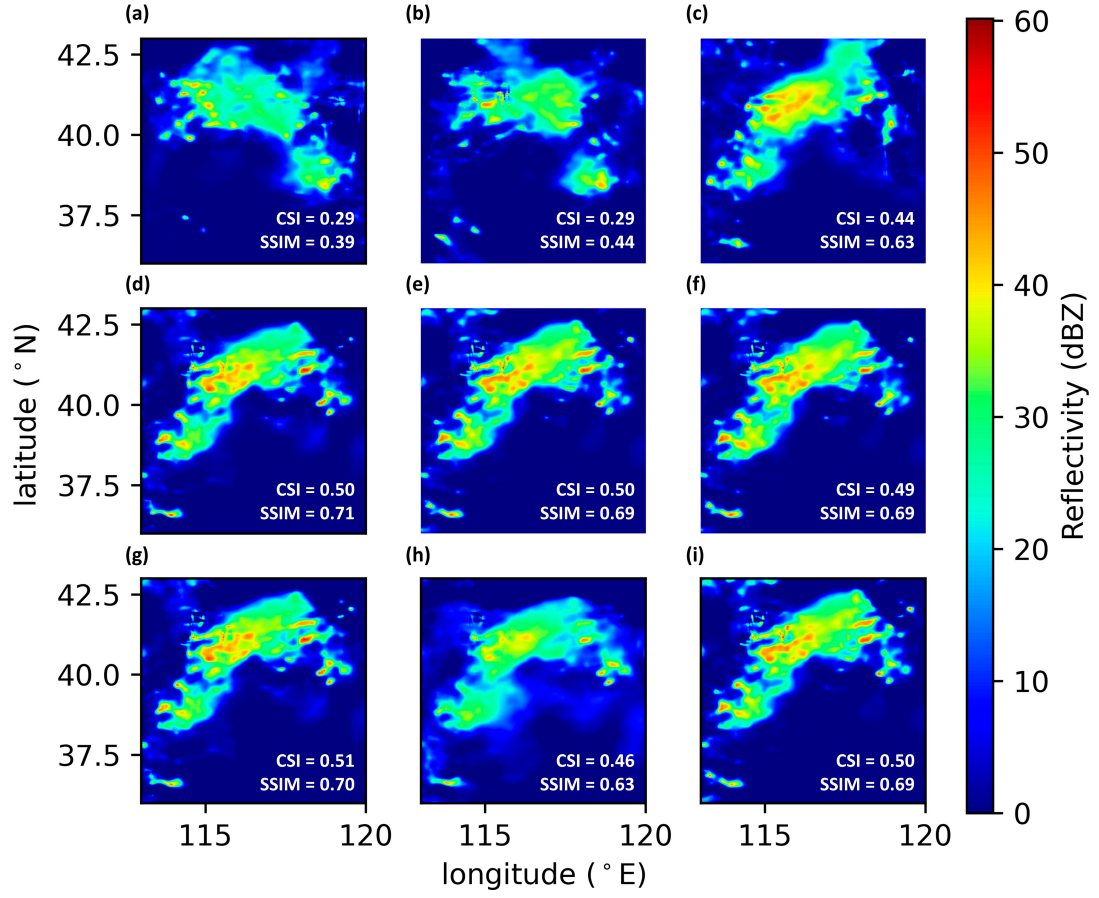 (a)
(b)
(c)
42.5
40.0
37.5
CSI = 0.29
SSIM = 0.39
CSI = 0.29
SSIM = 0.44
CSI = 0.44
SSIM = 0.63
(d)
(e)
(f)
42.5
40.0
37.5
CSI = 0.50
SSIM = 0.71
CSI = 0.50
SSIM = 0.69
CSI = 0.49
SSIM = 0.69
(g)
(h)
(i)
42.5
40.0
37.5
CSI = 0.51
SSIM = 0.70
CSI = 0.46
SSIM = 0.63
CSI = 0.50
SSIM = 0.69
115
120
115
120
115
120
latitude (°N)
longitude (°E)
60
50
40
30
20
10
0
Reflectivity (dBZ)